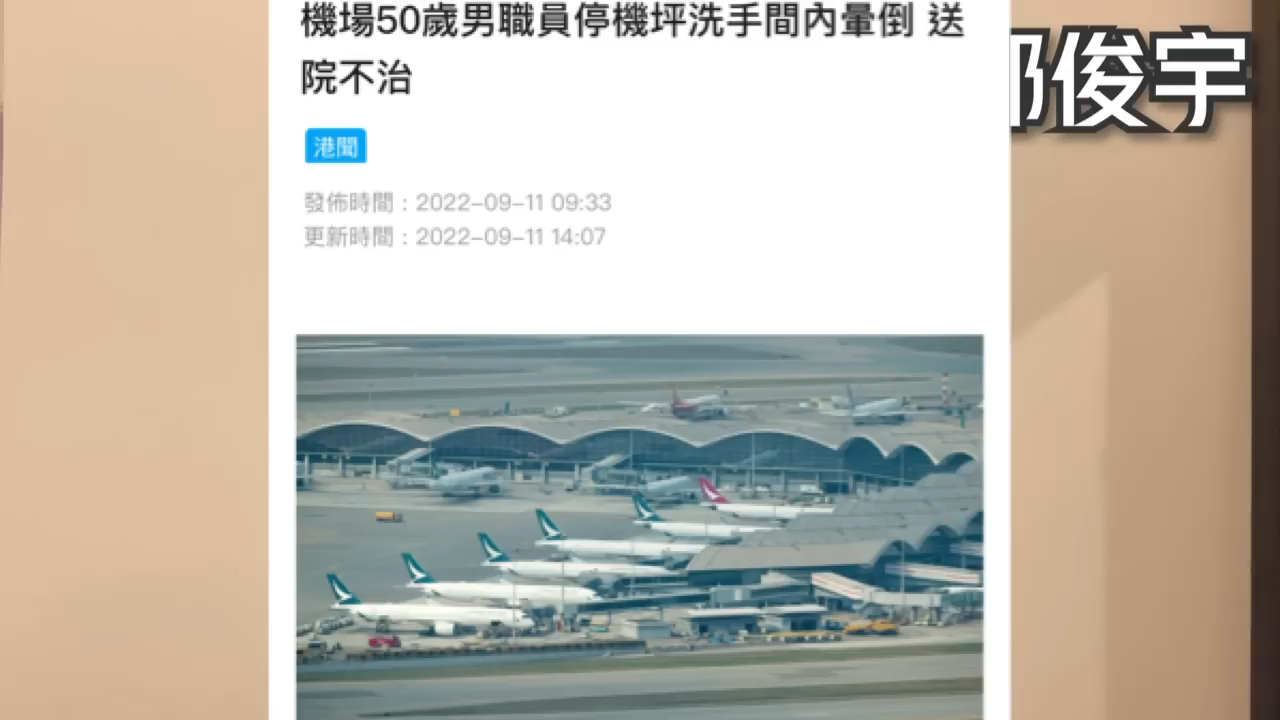 機場50歲男職員停機坪洗手間內暈倒 送
院不治
俊宇
港聞
發佈時間：2022-09-11 09:33
更新時間：2022-09-11 14:07